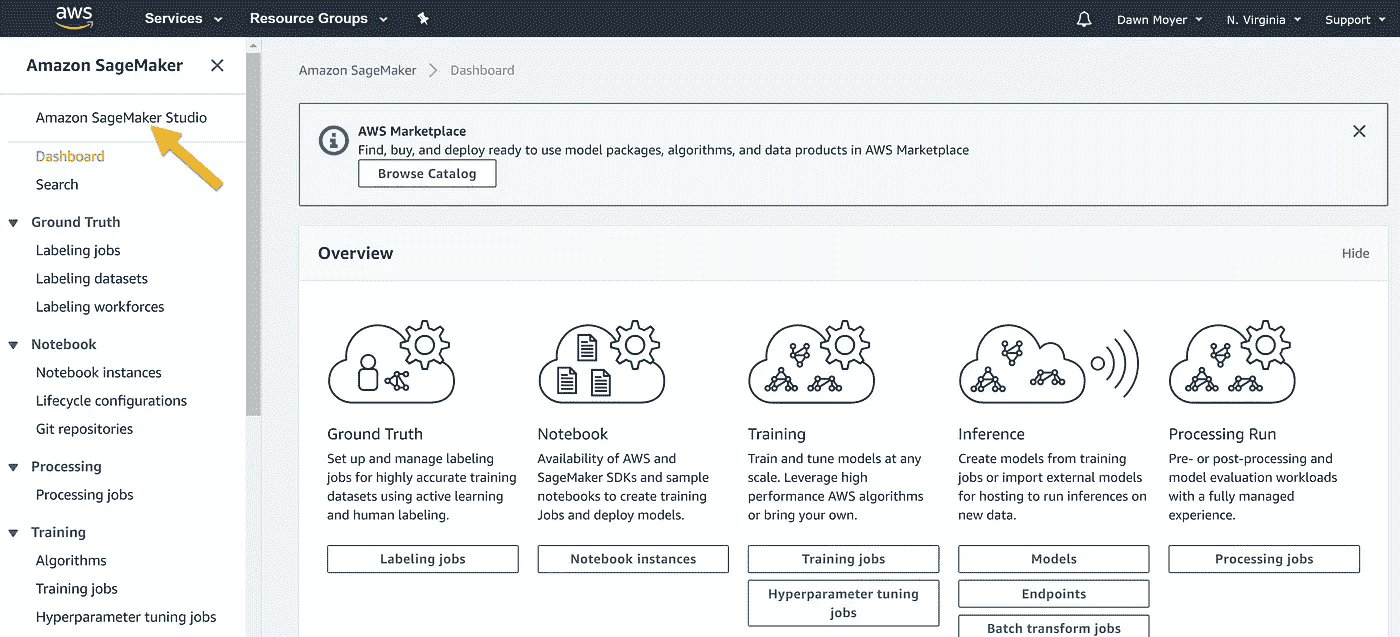 aws Services Resource Groups Dawn Moyer N. Virginia Support
Amazon SageMaker
Amazon SageMaker Studio
Dashboard
Search
Ground Truth
Labeling jobs
Labeling datasets
Labeling workforces
Notebook
Notebook instances
Lifecycle configurations
Git repositories
Processing
Processing jobs
Training
Algorithms
Training jobs
Hyperparameter tuning jobs
Amazon SageMaker Dashboard
AWS Marketplace
Find, buy, and deploy ready to use model packages, algorithms, and data products in AWS Marketplace
Browse Catalog
Overview Hide
Ground Truth
Set up and manage labeling
jobs for highly accurate training
datasets using active learning
and human labeling.
Labeling jobs
Notebook
Availability of AWS and
SageMaker SDKs and sample
notebooks to create training
Jobs and deploy models.
Notebook instances
Training
Train and tune models at any
scale. Leverage high
performance AWS algorithms
or bring your own.
Training jobs
Hyperparameter tuning
jobs
Inference
Create models from training
jobs or import external models
for hosting to run inferences on
new data.
Models
Endpoints
Batch transform jobs
Processing Run
Pre- or post-processing and
model evaluation workloads
with a fully managed
experience.
Processing jobs